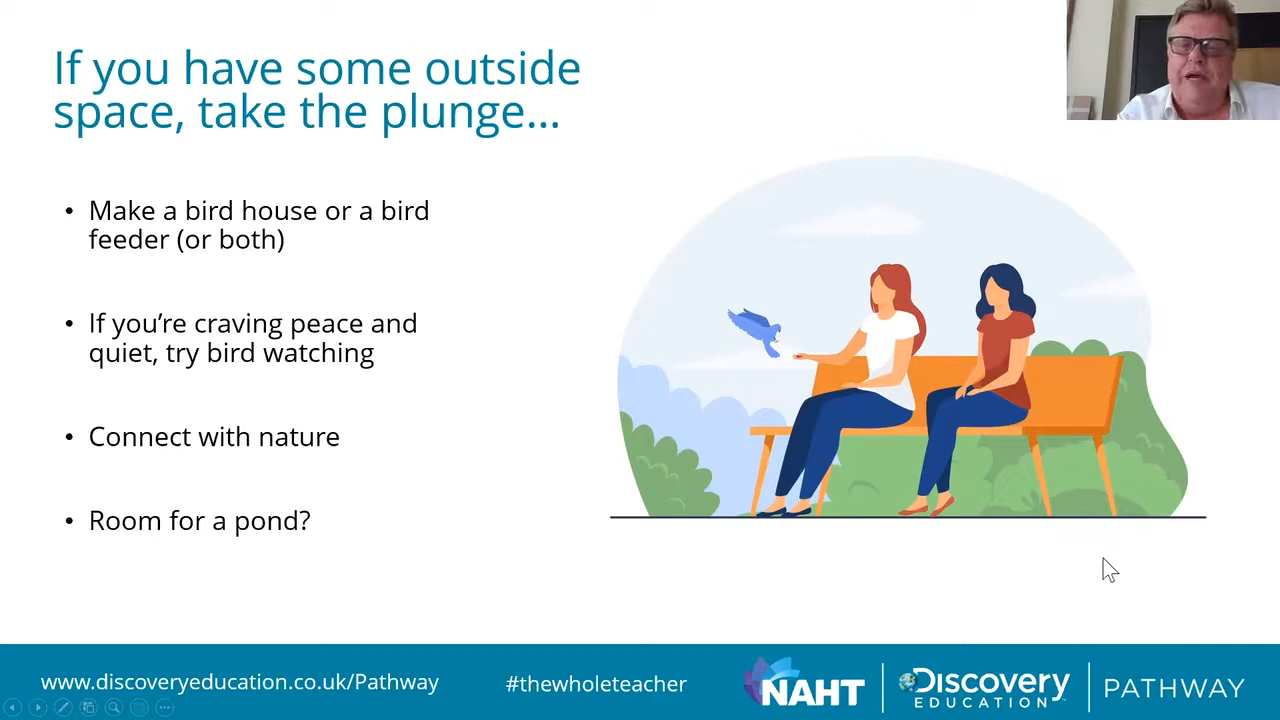 If you have some outside
space, take the plunge...
• Make a bird house or a bird
feeder (or both)
• If you’re craving peace and
quiet, try bird watching
• Connect with nature
• Room for a pond?
www.discoveryeducation.co.uk/Pathway
#thewholeteacher
NAHT
Discovery
EDUCATION
PATHWAY